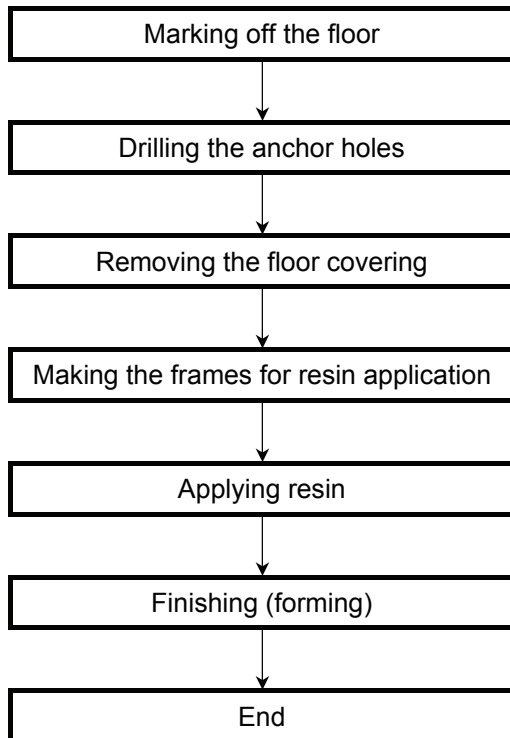 Marking off the floor
Drilling the anchor holes
Removing the floor covering
Making the frames for resin application
Applying resin
Finishing (forming)
End